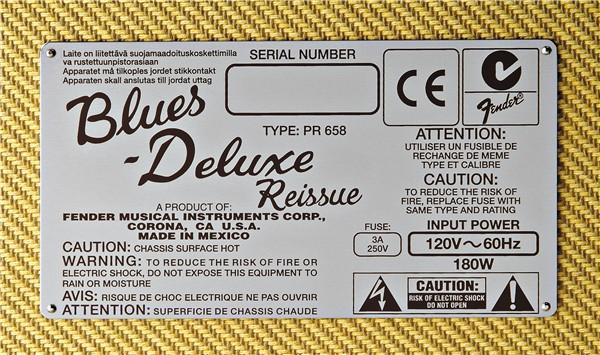 Laite on liitettävä suojamaadoituskoskettimilla
va rustettuunpistorasiaan
Apparatet må tilkoples jordet stikkontakt
Apparaten skall anslutas till jordat uttag
SERIAL NUMBER
CE
Fender®
Blues
-Deluxe
Reissue
TYPE: PR 658
ATTENTION:
UTILISER UN FUSIBLE DE
RECHANGE DE MEME
TYPE ET CALIBRE
CAUTION:
TO REDUCE THE RISK OF
FIRE, REPLACE FUSE WITH
SAME TYPE AND RATING
A PRODUCT OF:
FENDER MUSICAL INSTRUMENTS CORP.,
CORONA, CA U.S.A.
MADE IN MEXICO
CAUTION: CHASSIS SURFACE HOT
WARNING: TO REDUCE THE RISK OF FIRE OR
ELECTRIC SHOCK, DO NOT EXPOSE THIS EQUIPMENT TO
RAIN OR MOISTURE
AVIS: RISQUE DE CHOC ELECTRIQUE NE PAS OUVRIR
ATTENTION: SUPERFICIE DE CHASSIS CHAUDE
FUSE:
3A
250V
INPUT POWER
120V~60Hz
180W
CAUTION:
RISK OF ELECTRIC SHOCK
DO NOT OPEN